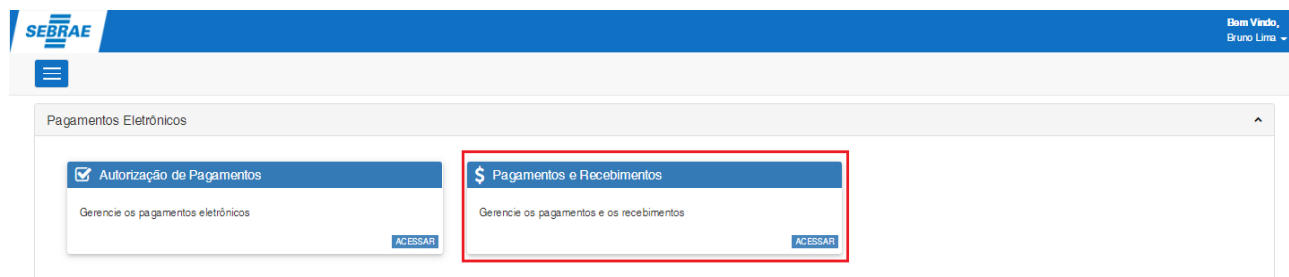 SEBRAE
Bem Vindo,
Bruno Lima
Pagamentos Eletrônicos
Autorização de Pagamentos
Gerencie os pagamentos eletrônicos
ACESSAR
$ Pagamentos e Recebimentos
Gerencie os pagamentos e os recebimentos
ACESSAR